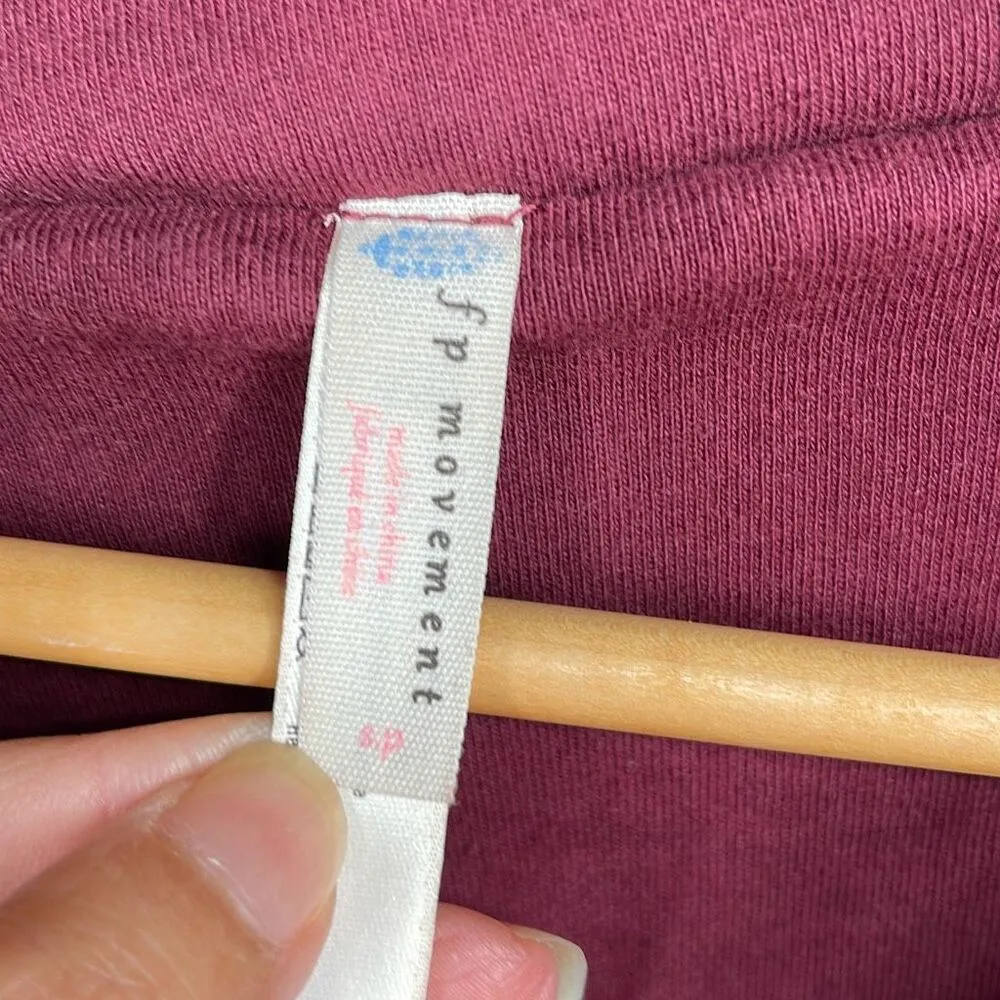 fp movement
made in china
fabriqué en chine